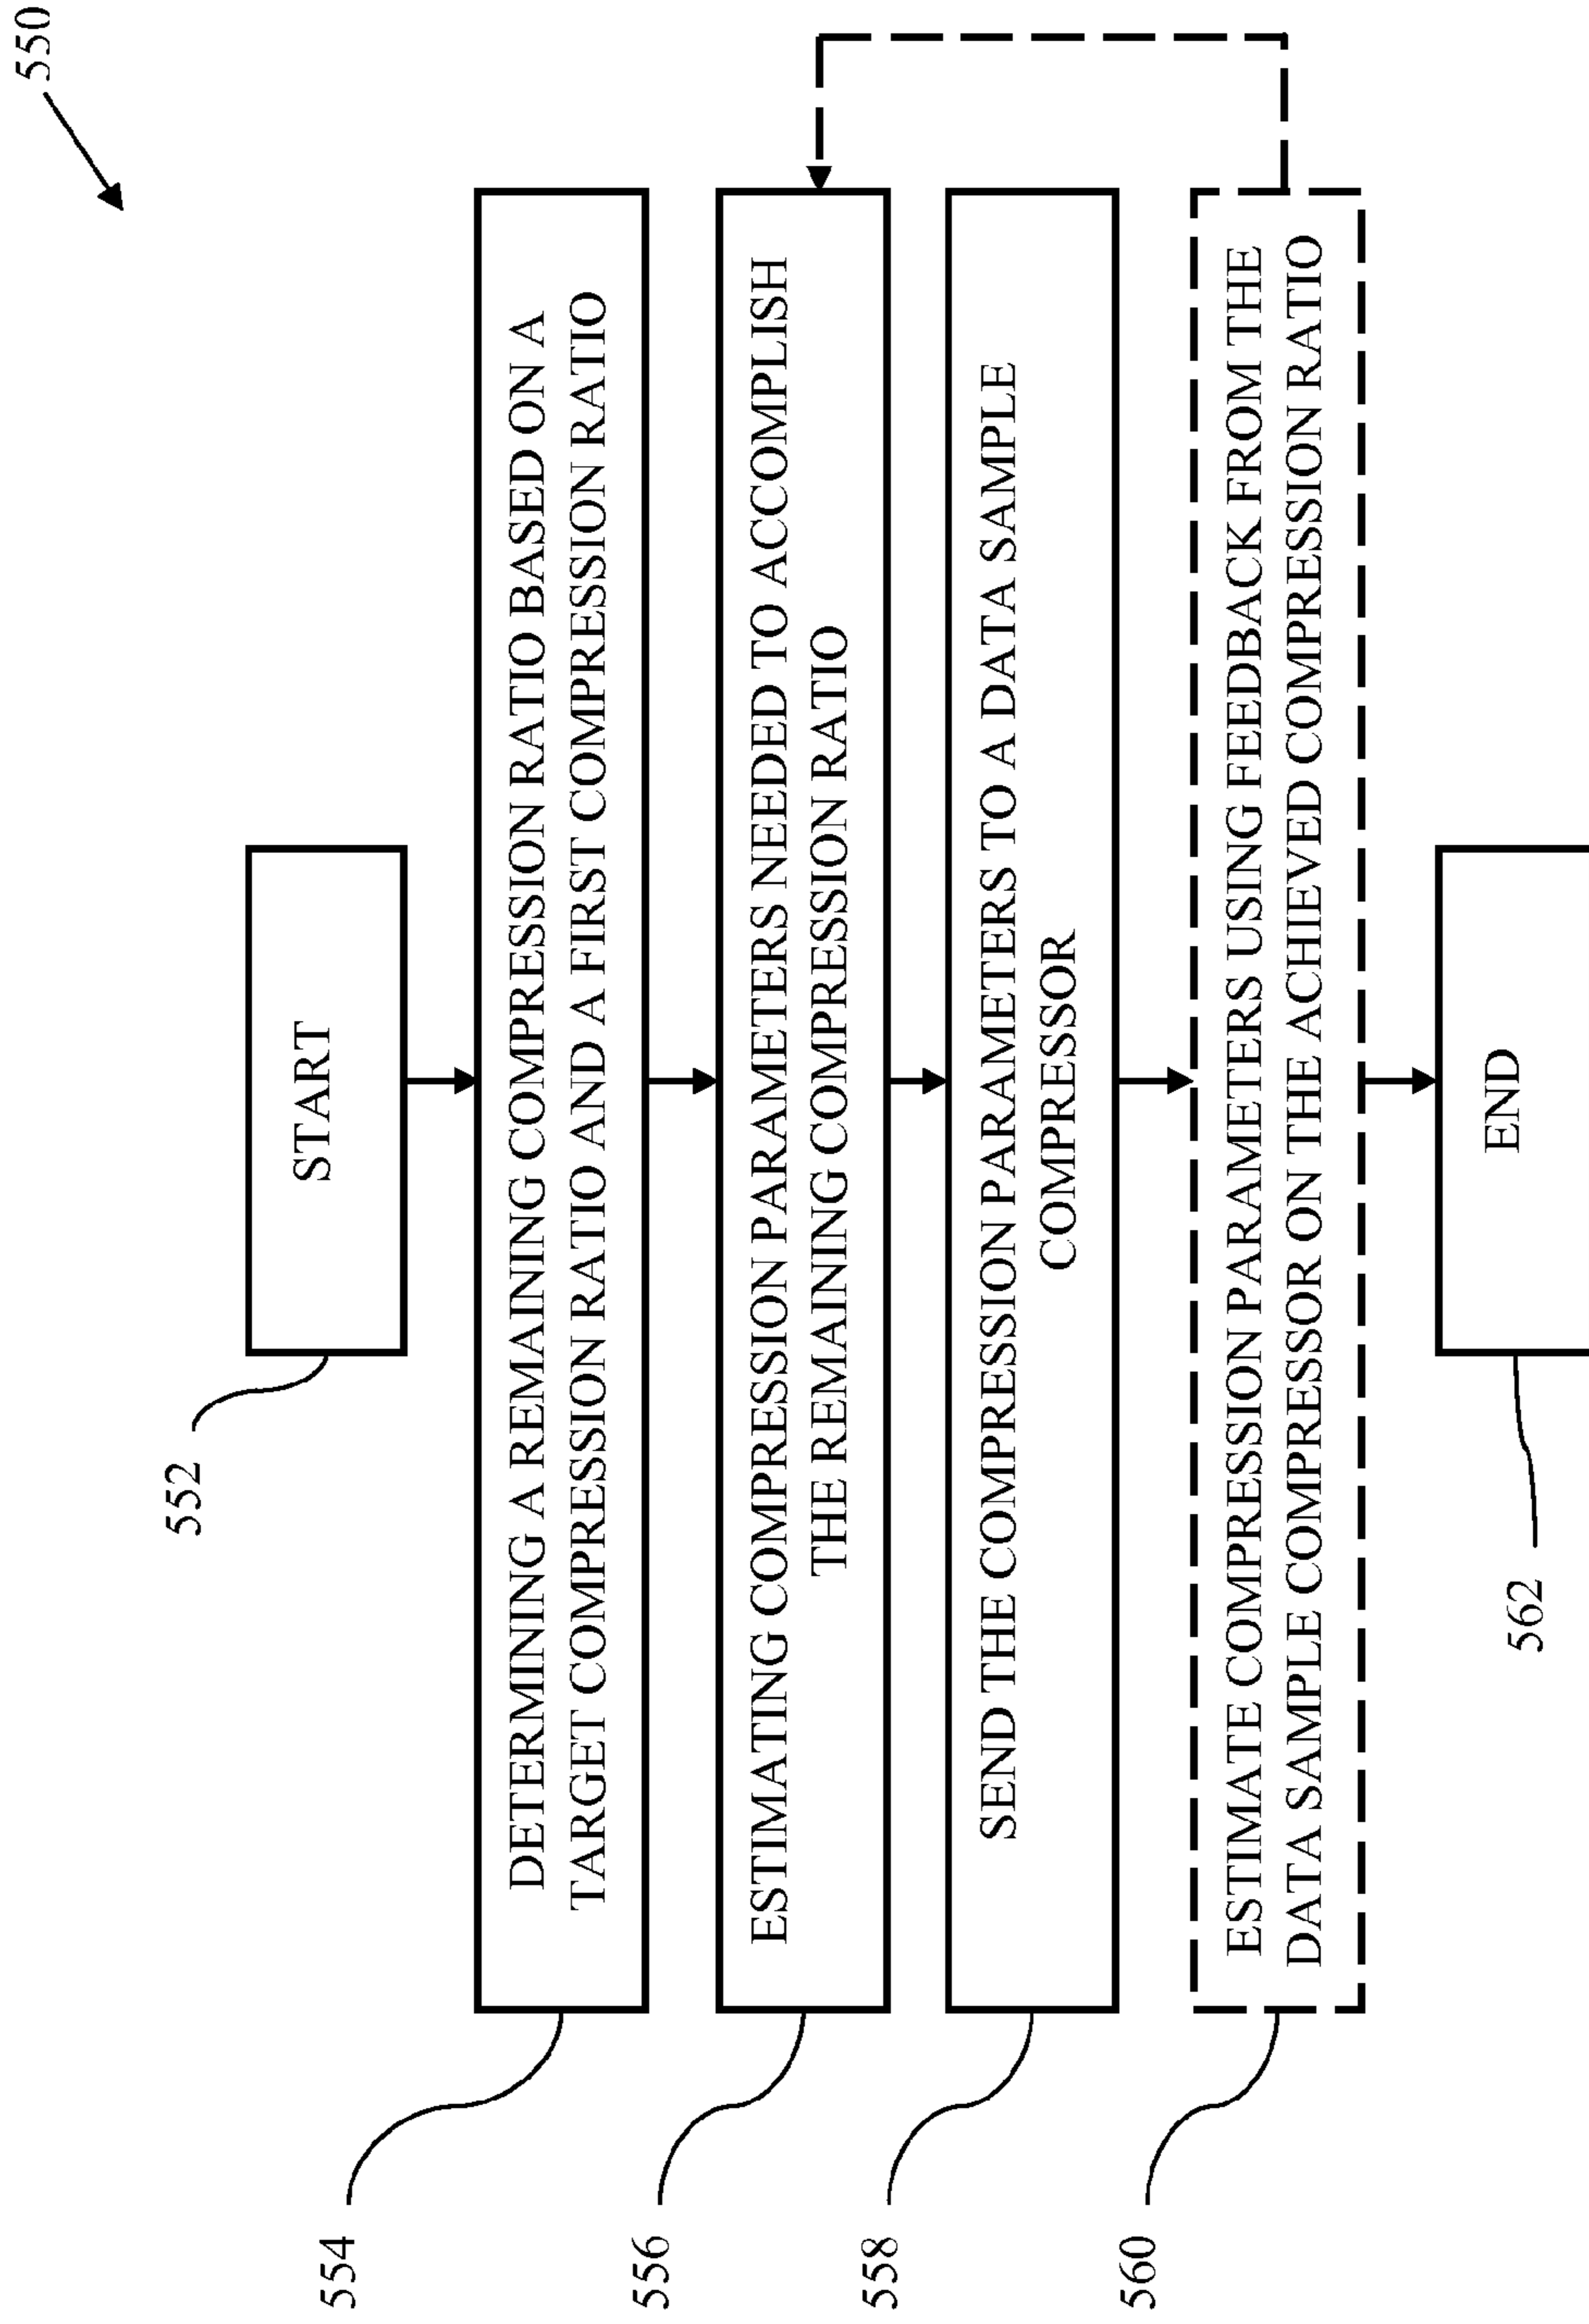 550
START
552
DETERMINING A REMAINING COMPRESSION RATIO BASED ON A
TARGET COMPRESSION RATIO AND A FIRST COMPRESSION RATIO
554
ESTIMATING COMPRESSION PARAMETERS NEEDED TO ACCOMPLISH
THE REMAINING COMPRESSION RATIO
556
SEND THE COMPRESSION PARAMETERS TO A DATA SAMPLE
COMPRESSOR
558
ESTIMATE COMPRESSION PARAMETERS USING FEEDBACK FROM THE
DATA SAMPLE COMPRESSOR ON THE ACHIEVED COMPRESSION RATIO
560
END
562